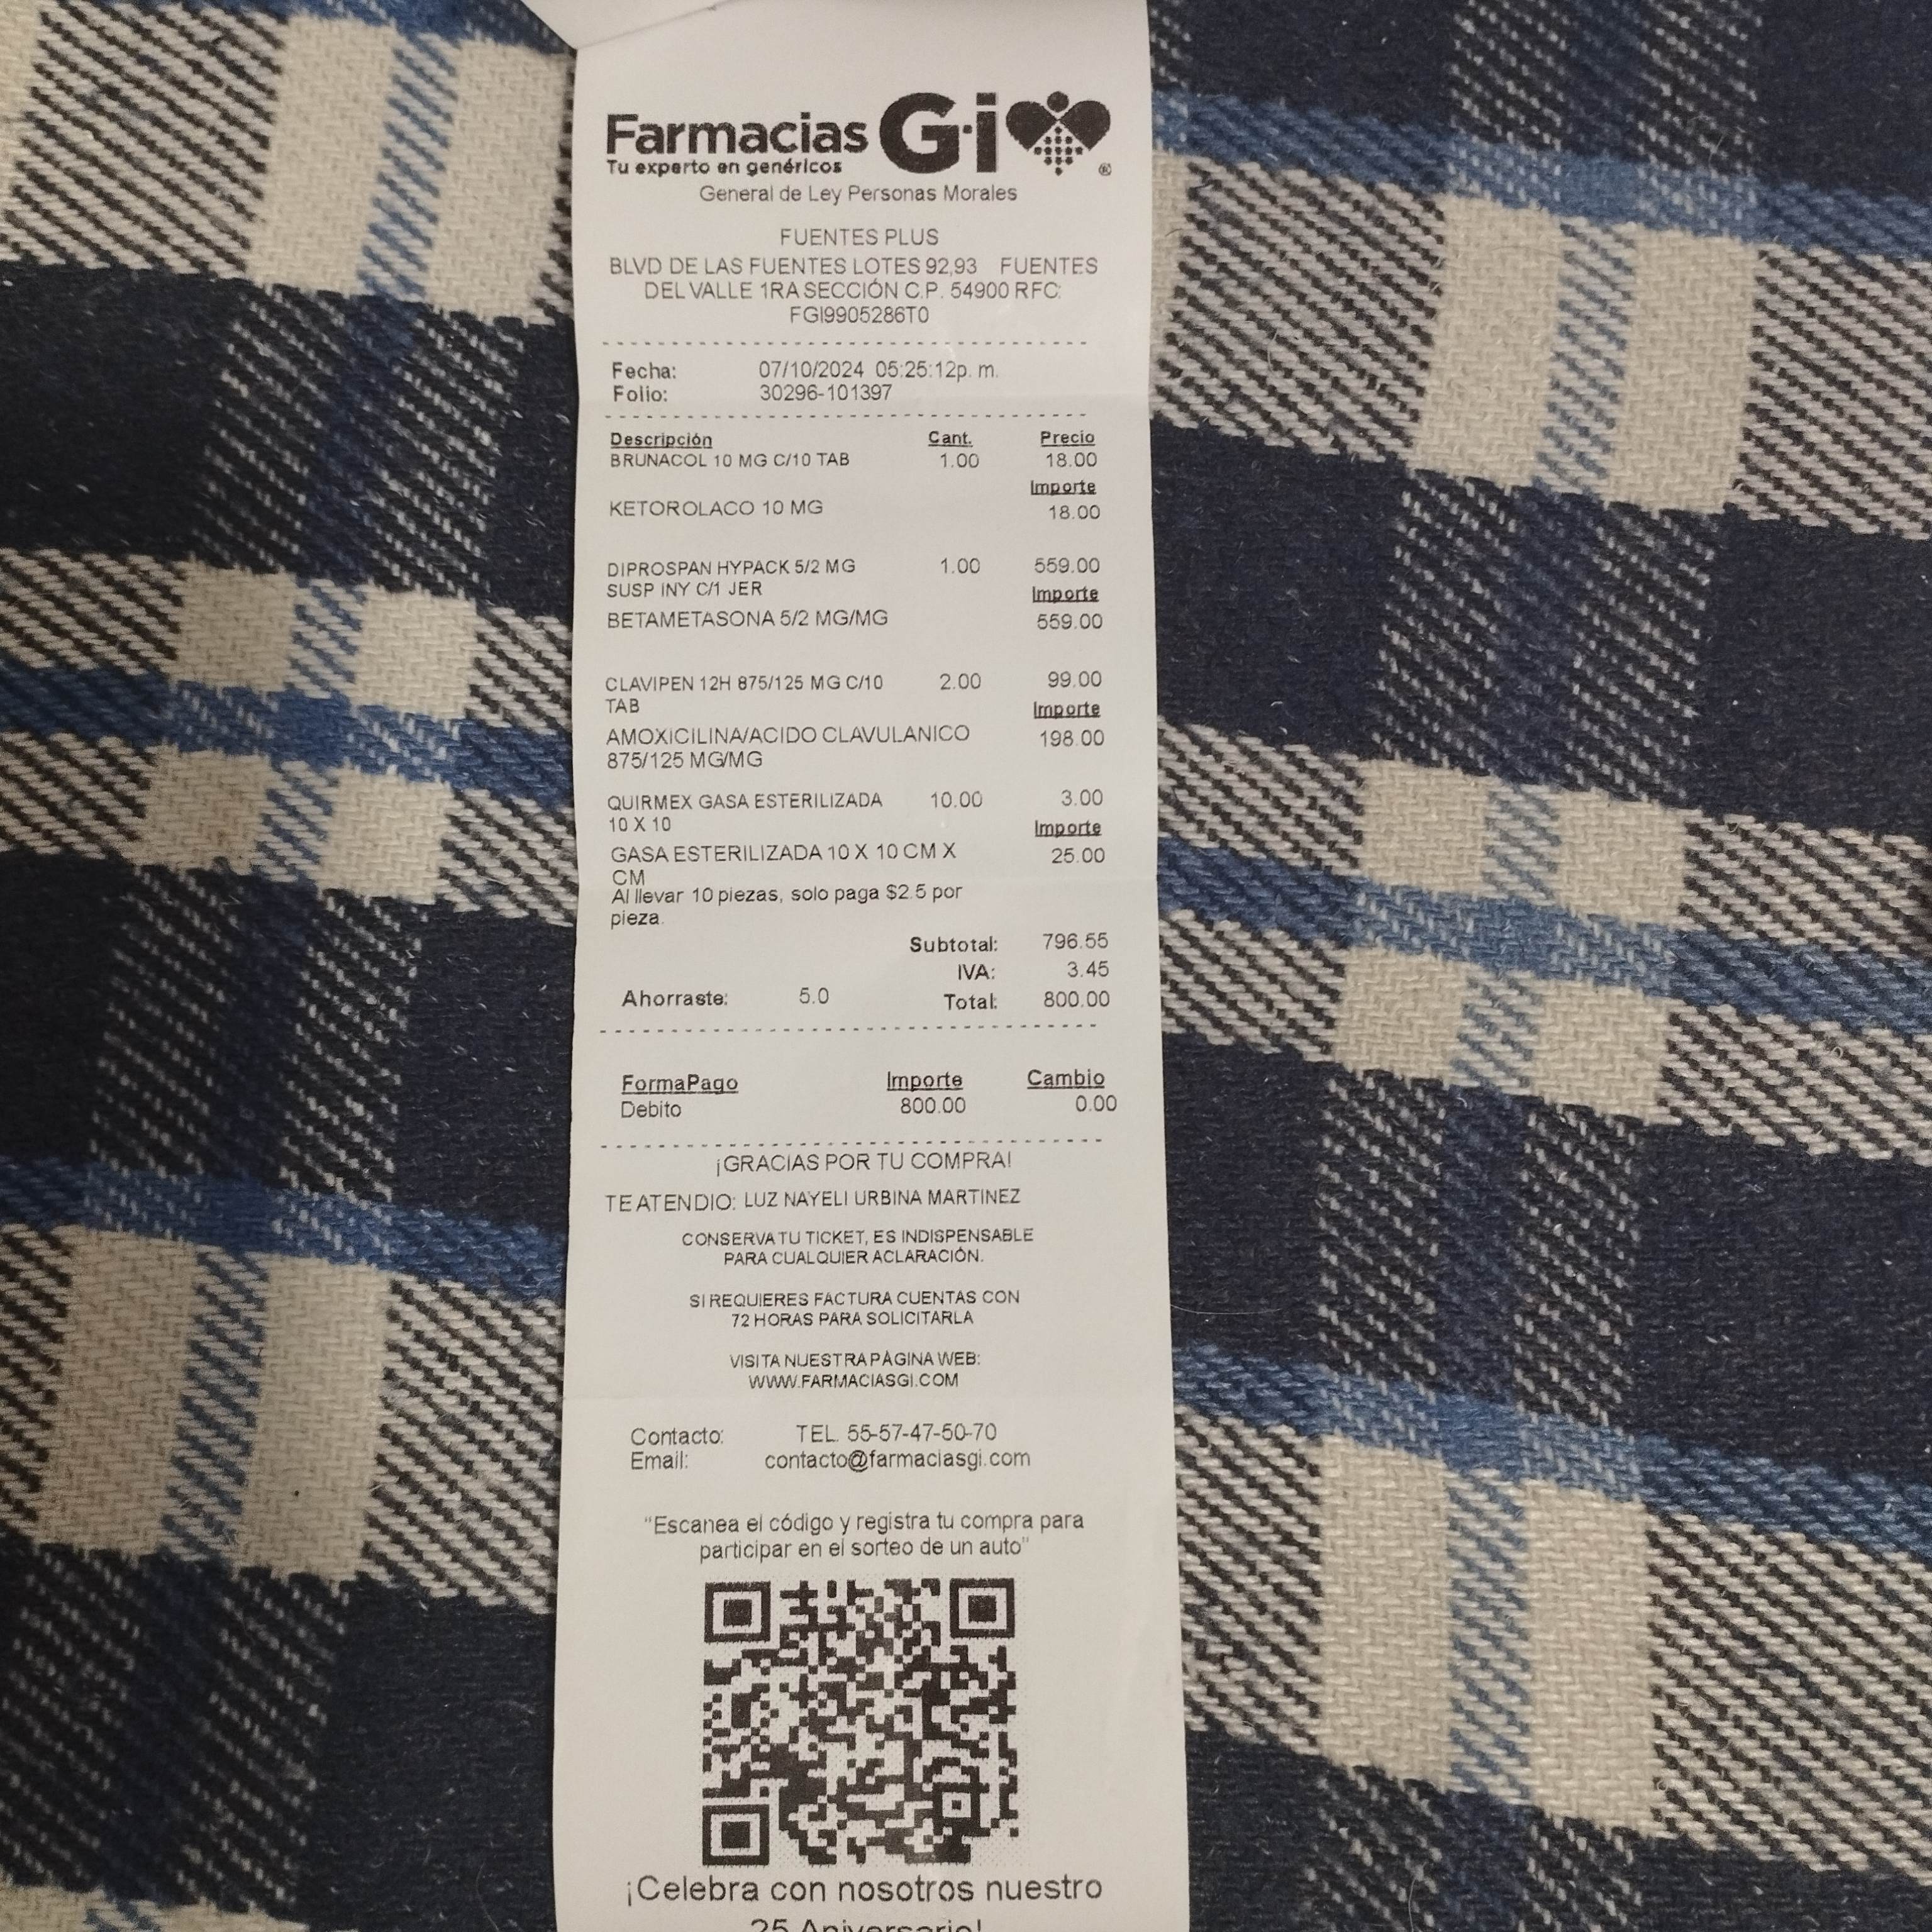 Farmacias Gi
Tu experto en genéricos ®
General de Ley Personas Morales
FUENTES PLUS
BLVD DE LAS FUENTES LOTES 92,93 FUENTES
DEL VALLE 1RA SECCIÓN C.P. 54900 RFC:
FGI9905286T0
Fecha: 07/10/2024 05:25:12p. m.
Folio: 30296-101397
Descripción Cant. Precio
BRUNACOL 10 MG C/10 TAB 1.00 18.00
Importe
KETOROLACO 10 MG 18.00
DIPROSPAN HYPACK 5/2 MG 1.00 559.00
SUSP INY C/1 JER Importe
BETAMETASONA 5/2 MG/MG 559.00
CLAVIPEN 12H 875/125 MG C/10 2.00 99.00
TAB Importe
AMOXICILINA/ACIDO CLAVULANICO 198.00
875/125 MG/MG
QUIRMEX GASA ESTERILIZADA 10.00 3.00
10 X 10 Importe
GASA ESTERILIZADA 10 X 10 CM X 25.00
CM
Al llevar 10 piezas, solo paga $2.5 por
pieza.
Subtotal: 796.55
IVA: 3.45
Ahorraste: 5.0 Total: 800.00
FormaPago Importe Cambio
Debito 800.00 0.00
¡GRACIAS POR TU COMPRA!
TE ATENDIO: LUZ NAYELI URBINA MARTINEZ
CONSERVA TU TICKET, ES INDISPENSABLE
PARA CUALQUIER ACLARACIÓN.
SI REQUIERES FACTURA CUENTAS CON
72 HORAS PARA SOLICITARLA
VISITA NUESTRA PÁGINA WEB:
WWW.FARMACIASGI.COM
Contacto: TEL. 55-57-47-50-70
Email: contacto@farmaciasgi.com
"Escanea el código y registra tu compra para
participar en el sorteo de un auto"
¡Celebra con nosotros nuestro
25 Aniversario!